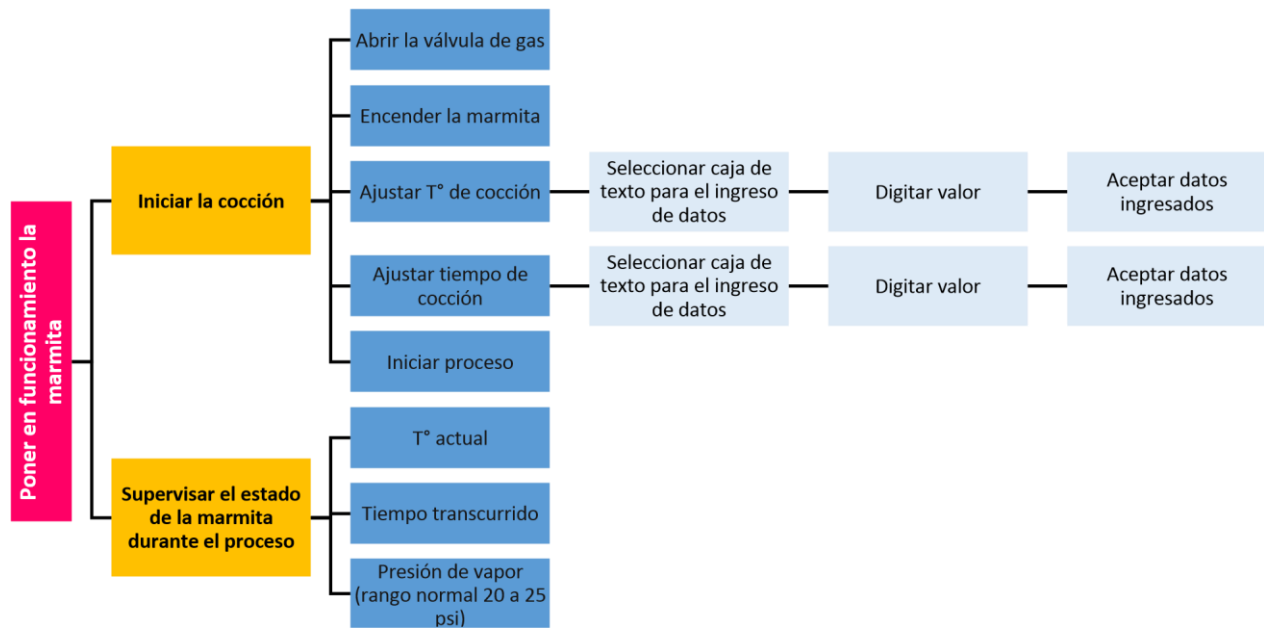 Poner en funcionamiento la
marmita
Iniciar la cocción
Abrir la válvula de gas
Encender la marmita
Ajustar T° de cocción
Seleccionar caja de
texto para el ingreso
de datos
Digitar valor
Aceptar datos
ingresados
Ajustar tiempo de
cocción
Seleccionar caja de
texto para el ingreso
de datos
Digitar valor
Aceptar datos
ingresados
Iniciar proceso
Supervisar el estado
de la marmita
durante el proceso
T° actual
Tiempo transcurrido
Presión de vapor
(rango normal 20 a 25
psi)